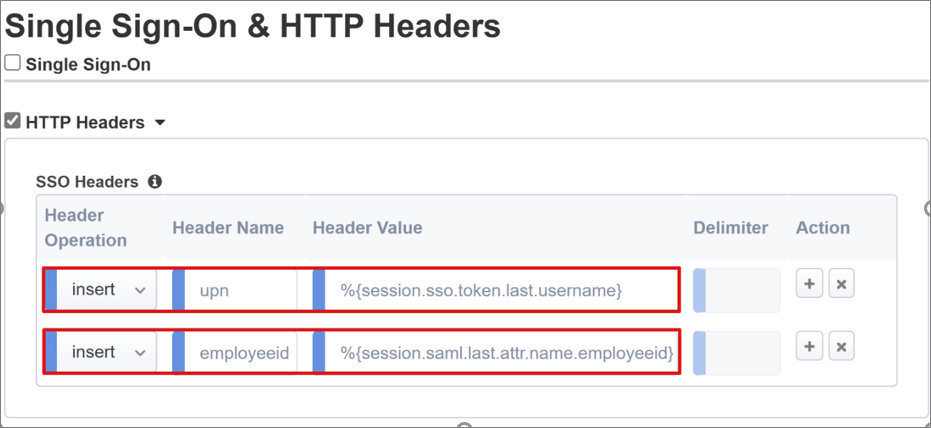 Single Sign-On & HTTP Headers
Single Sign-On
HTTP Headers
SSO Headers
Header Operation Header Name Header Value Delimiter Action
insert upn %{session.sso.token.last.username} + ×
insert employeeid %{session.saml.last.attr.name.employeeid} + ×